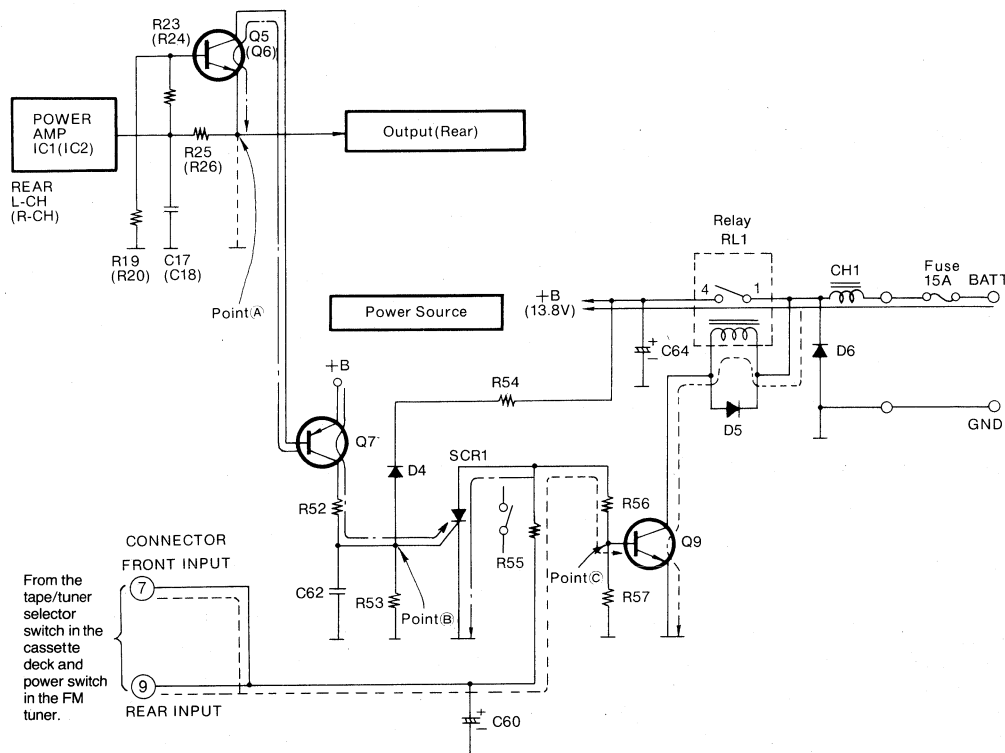 R23
(R24)
Q5
(Q6)
POWER
AMP
IC1(IC2)
R25
(R26)
Output(Rear)
REAR
L-CH
(R-CH)
R19
(R20)
C17
(C18)
PointⒶ
Relay
RL1
4
1
CH1
Fuse
15A
BATT
+B
(13.8V)
Power Source
+
−
C64
D6
D5
GND
+B
R54
Q7
D4
SCR1
R52
R56
Q9
R55
PointⒸ
C62
R53
PointⒷ
R57
CONNECTOR
FRONT INPUT
7
From the
tape/tuner
selector
switch in the
cassette
deck and
power switch
in the FM
tuner.
9
REAR INPUT
+
−
C60